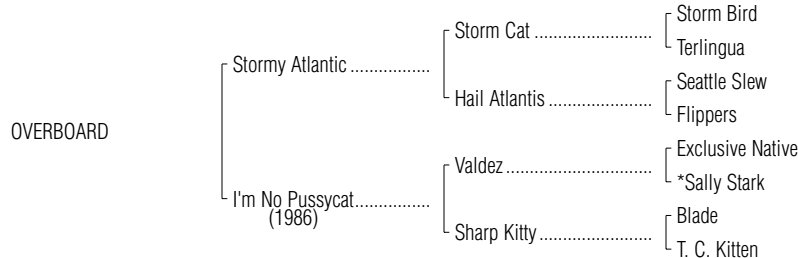 Storm Bird
Storm Cat ........................
Terlingua
Stormy Atlantic ................
Seattle Slew
Hail Atlantis .....................
Flippers
OVERBOARD
Exclusive Native
Valdez ..............................
*Sally Stark
I'm No Pussycat...............
(1986)
Blade
Sharp Kitty .......................
T. C. Kitten